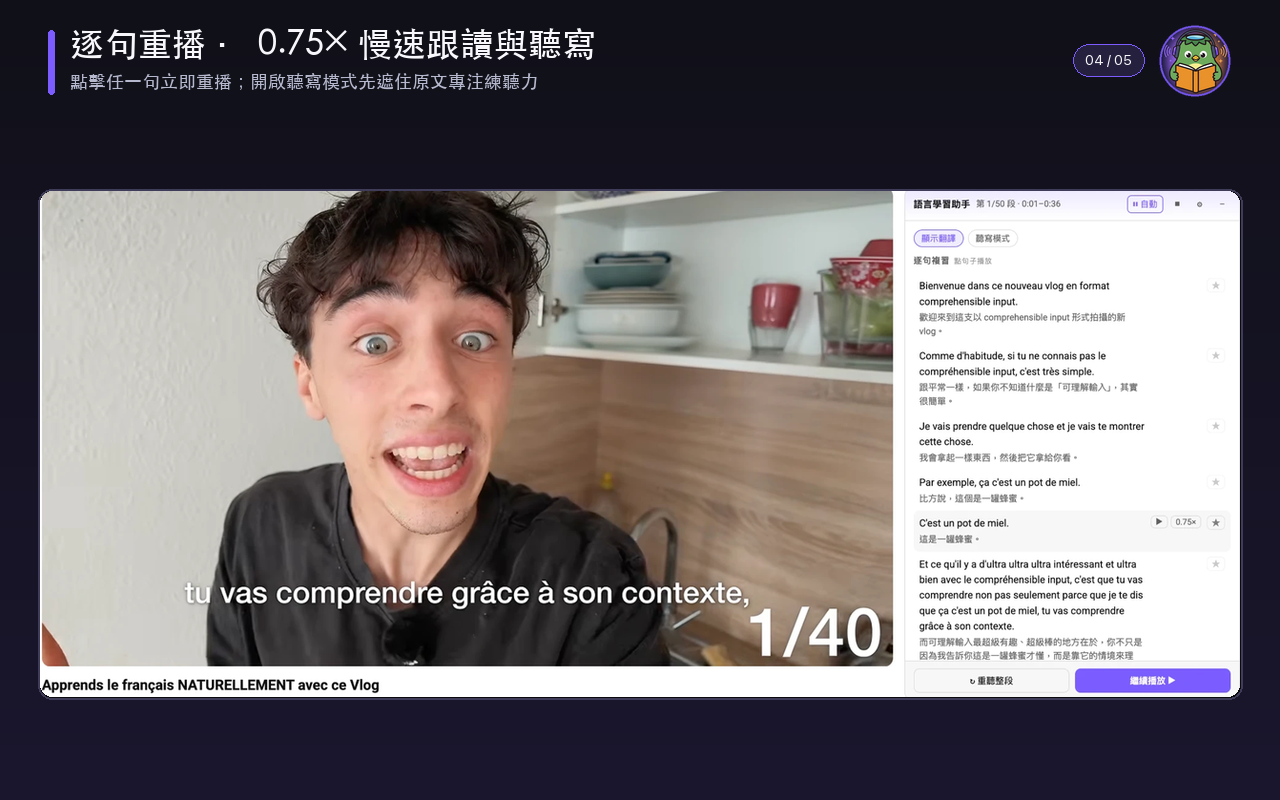 逐句重播 · 0.75× 慢速跟讀與聽寫
點擊任一句立即重播；開啟聽寫模式先遮住原文專注練聽力
04 / 05
tu vas comprendre grâce à son contexte,
1/40
Apprends le français NATURELLEMENT avec ce Vlog
語言學習助手 第 1/50 段 · 0:01–0:36
自動
顯示翻譯 聽寫模式
逐句複習 點句子播放
Bienvenue dans ce nouveau vlog en format
comprehensible input.
歡迎來到這支以 comprehensible input 形式拍攝的新
vlog。
Comme d'habitude, si tu ne connais pas le
compréhensible input, c'est très simple.
跟平常一樣，如果你不知道什麼是「可理解輸入」，其實
很簡單。
Je vais prendre quelque chose et je vais te montrer
cette chose.
我會拿起一樣東西，然後把它拿給你看。
Par exemple, ça c'est un pot de miel.
比方說，這個是一罐蜂蜜。
C'est un pot de miel.
0.75×
這是一罐蜂蜜。
Et ce qu'il y a d'ultra ultra ultra intéressant et ultra
bien avec le compréhensible input, c'est que tu vas
comprendre non pas seulement parce que je te dis
que ça c'est un pot de miel, tu vas comprendre
grâce à son contexte.
而可理解輸入最超級有趣、超級棒的地方在於，你不只是
因為我告訴你這是一罐蜂蜜才懂，而是靠它的情境來理
↻ 重聽整段
繼續播放 ▶